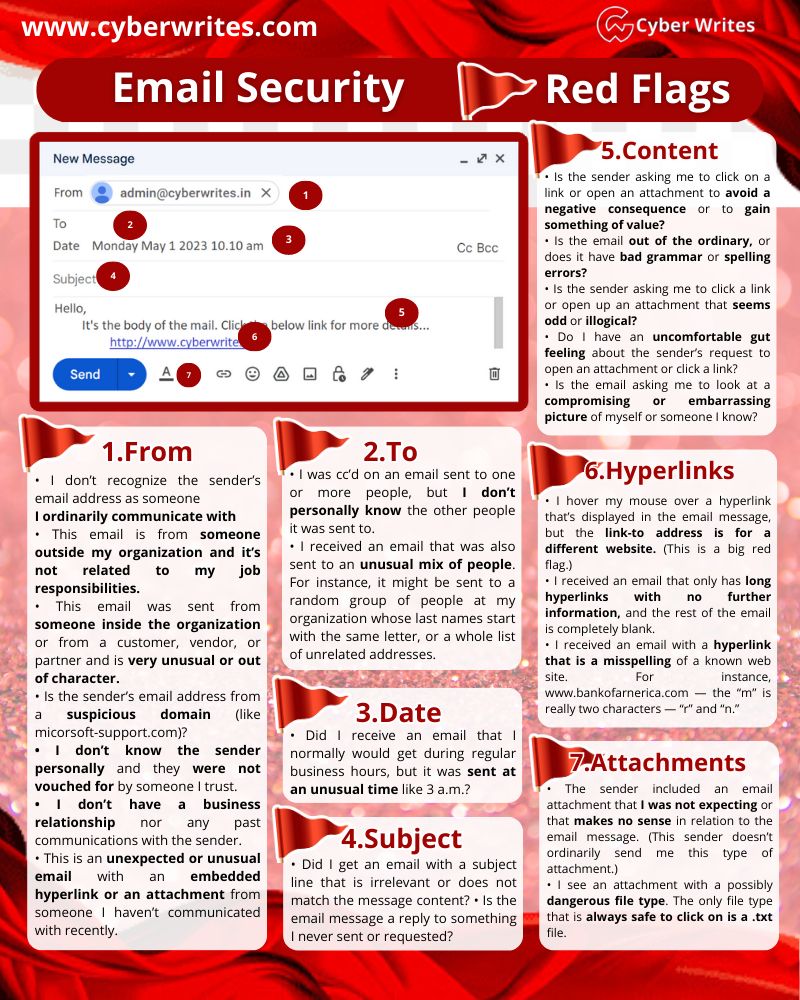 www.cyberwrites.com
Cyber Writes
Email Security
Red Flags
New Message
From admin@cyberwrites.in
1
To
2
Date Monday May 1 2023 10.10 am
3
Cc Bcc
Subject
4
Hello,
5
It's the body of the mail. Click the below link for more details...
http://www.cyberwrite
6
Send
A
7
1.From
• I don't recognize the sender's
email address as someone
I ordinarily communicate with
• This email is from someone
outside my organization and it's
not related to my job
responsibilities.
• This email was sent from
someone inside the organization
or from a customer, vendor, or
partner and is very unusual or out
of character.
• Is the sender's email address from
a suspicious domain (like
micorsoft-support.com)?
• I don't know the sender
personally and they were not
vouched for by someone I trust.
• I don't have a business
relationship nor any past
communications with the sender.
• This is an unexpected or unusual
email with an embedded
hyperlink or an attachment from
someone I haven't communicated
with recently.
2.To
• I was cc'd on an email sent to one
or more people, but I don't
personally know the other people
it was sent to.
• I received an email that was also
sent to an unusual mix of people.
For instance, it might be sent to a
random group of people at my
organization whose last names start
with the same letter, or a whole list
of unrelated addresses.
3.Date
• Did I receive an email that I
normally would get during regular
business hours, but it was sent at
an unusual time like 3 a.m.?
4.Subject
• Did I get an email with a subject
line that is irrelevant or does not
match the message content? • Is the
email message a reply to something
I never sent or requested?
5.Content
• Is the sender asking me to click on a
link or open an attachment to avoid a
negative consequence or to gain
something of value?
• Is the email out of the ordinary, or
does it have bad grammar or spelling
errors?
• Is the sender asking me to click a link
or open up an attachment that seems
odd or illogical?
• Do I have an uncomfortable gut
feeling about the sender's request to
open an attachment or click a link?
• Is the email asking me to look at a
compromising or embarrassing
picture of myself or someone I know?
6.Hyperlinks
• I hover my mouse over a hyperlink
that's displayed in the email message,
but the link-to address is for a
different website. (This is a big red
flag.)
• I received an email that only has long
hyperlinks with no further
information, and the rest of the email
is completely blank.
• I received an email with a hyperlink
that is a misspelling of a known web
site. For instance,
www.bankofarnerica.com — the "m" is
really two characters — "r" and "n."
7.Attachments
• The sender included an email
attachment that I was not expecting or
that makes no sense in relation to the
email message. (This sender doesn't
ordinarily send me this type of
attachment.)
• I see an attachment with a possibly
dangerous file type. The only file type
that is always safe to click on is a .txt
file.